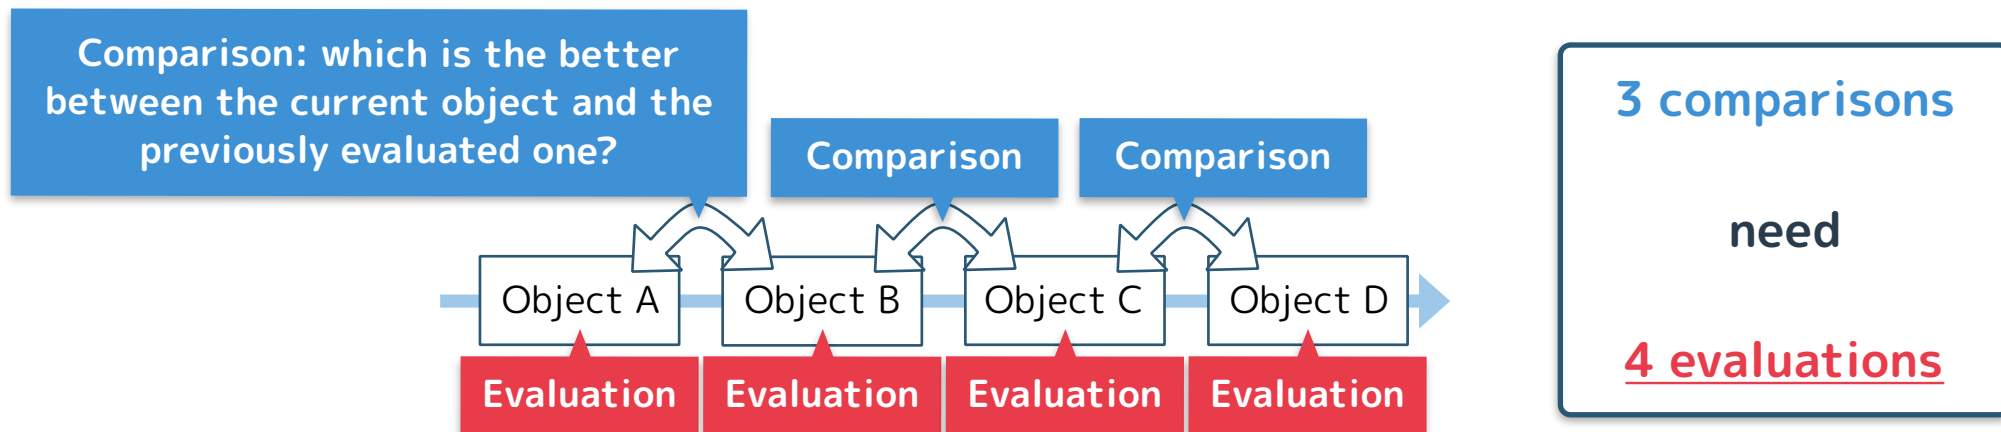 Comparison: which is the better
between the current object and the
previously evaluated one?
Comparison
Comparison
Object A
Object B
Object C
Object D
Evaluation
Evaluation
Evaluation
Evaluation
3 comparisons
need
4 evaluations